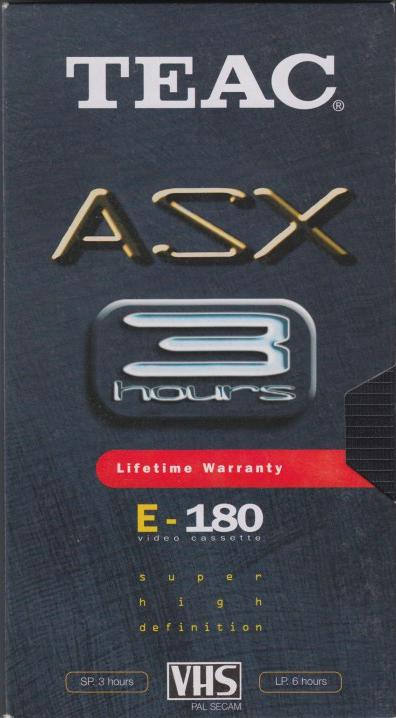 TEAC®
ASX
3
hours
Lifetime Warranty
E-180
video cassette
super
high
definition
SP. 3 hours
VHS
LP. 6 hours
PAL SECAM